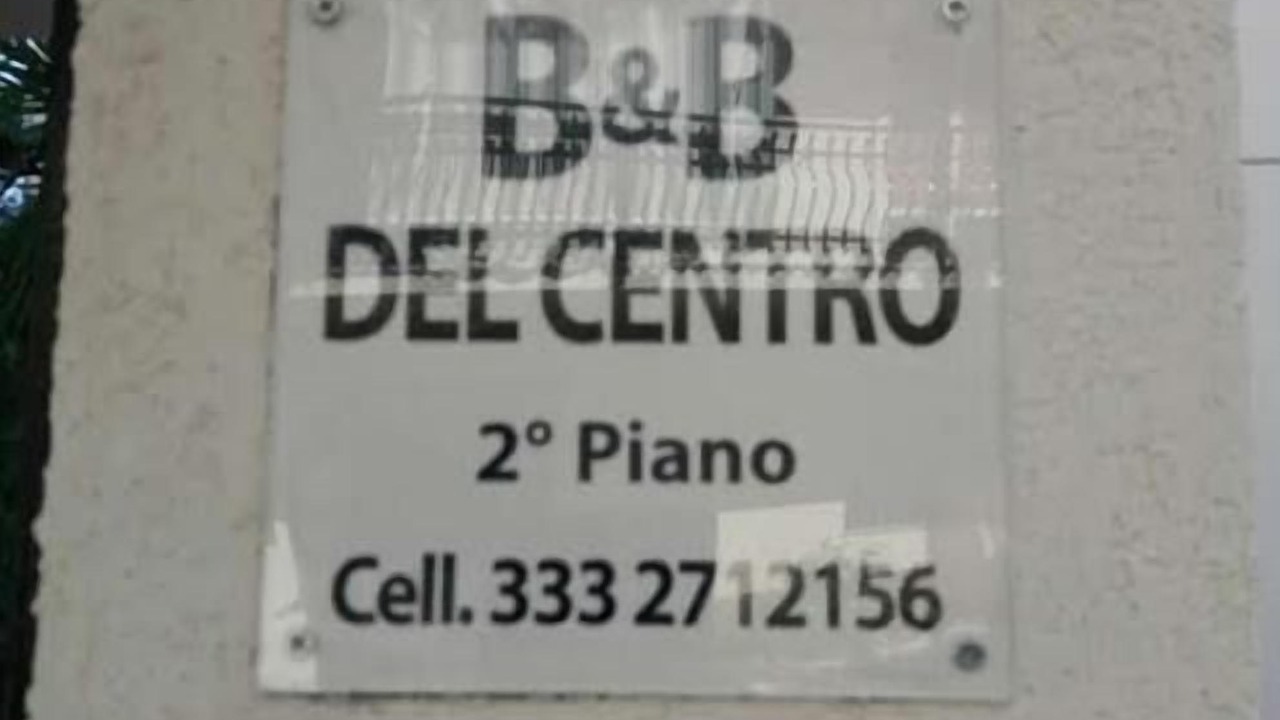 B&B
DEL CENTRO
2° Piano
Cell. 333 2712156